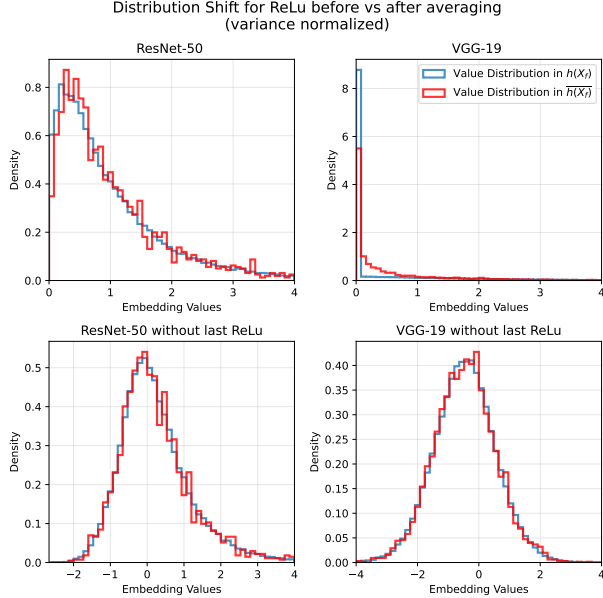 Distribution Shift for ReLu before vs after averaging
(variance normalized)
ResNet-50
VGG-19
Value Distribution in h(X_f)
Value Distribution in \overline{h(X_f)}
Density
0.0
0.2
0.4
0.6
0.8
0 1 2 3 4
Embedding Values
Density
0
2
4
6
8
0 1 2 3 4
Embedding Values
ResNet-50 without last ReLu
VGG-19 without last ReLu
Density
0.0
0.1
0.2
0.3
0.4
0.5
−2 −1 0 1 2 3 4
Embedding Values
Density
0.00
0.05
0.10
0.15
0.20
0.25
0.30
0.35
0.40
−4 −2 0 2 4
Embedding Values